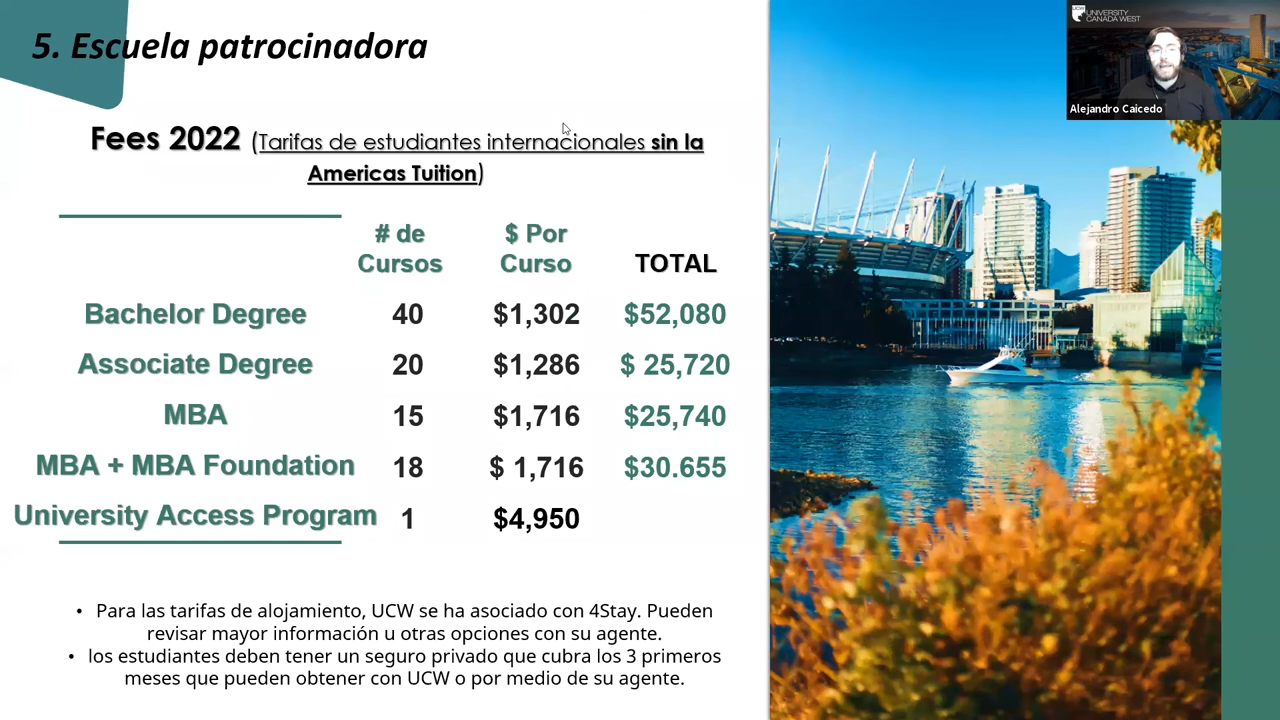 5. Escuela patrocinadora
UCW UNIVERSITY
CANADA WEST
Alejandro Caicedo
Fees 2022 (Tarifas de estudiantes internacionales sin la
Americas Tuition)
# de Cursos $ Por Curso TOTAL
Bachelor Degree 40 $1,302 $52,080
Associate Degree 20 $1,286 $ 25,720
MBA 15 $1,716 $25,740
MBA + MBA Foundation 18 $ 1,716 $30.655
University Access Program 1 $4,950
• Para las tarifas de alojamiento, UCW se ha asociado con 4Stay. Pueden
revisar mayor información u otras opciones con su agente.
• los estudiantes deben tener un seguro privado que cubra los 3 primeros
meses que pueden obtener con UCW o por medio de su agente.